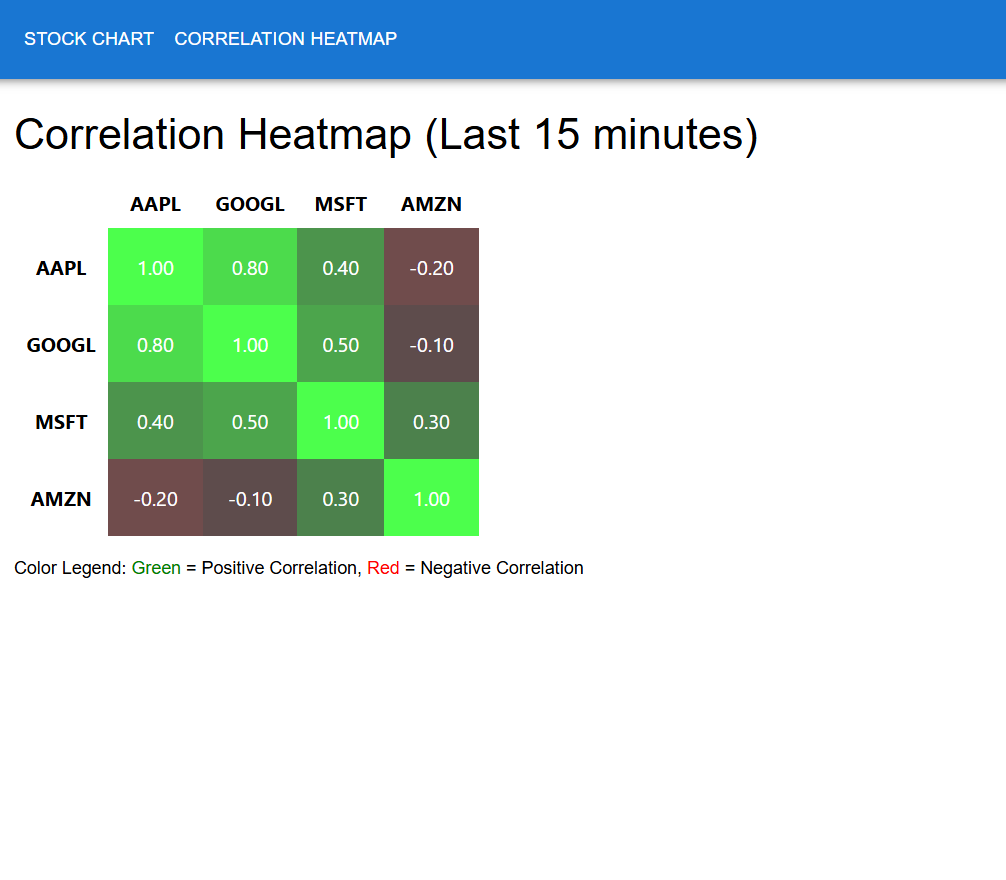 STOCK CHART CORRELATION HEATMAP
Correlation Heatmap (Last 15 minutes)
AAPL GOOGL MSFT AMZN
AAPL 1.00 0.80 0.40 -0.20
GOOGL 0.80 1.00 0.50 -0.10
MSFT 0.40 0.50 1.00 0.30
AMZN -0.20 -0.10 0.30 1.00
Color Legend: Green = Positive Correlation, Red = Negative Correlation